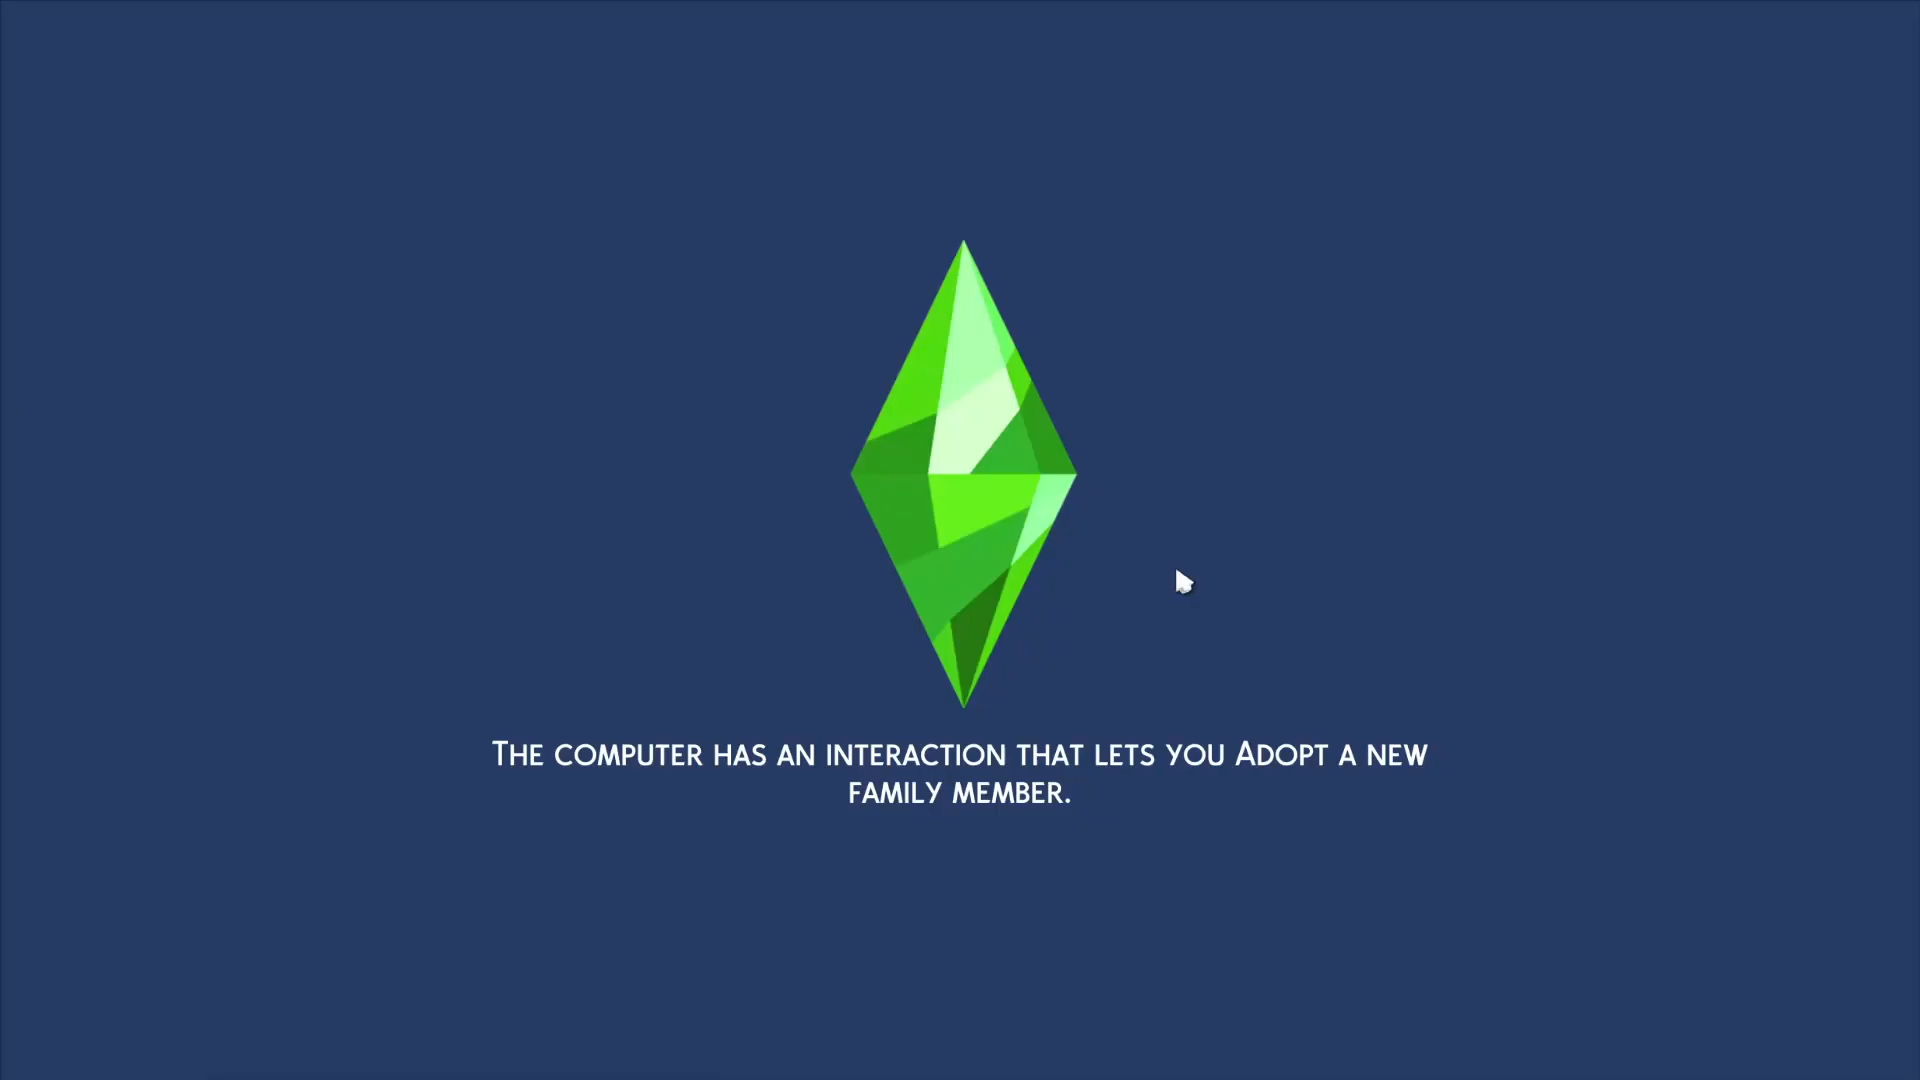 The computer has an interaction that lets you Adopt a new
family member.